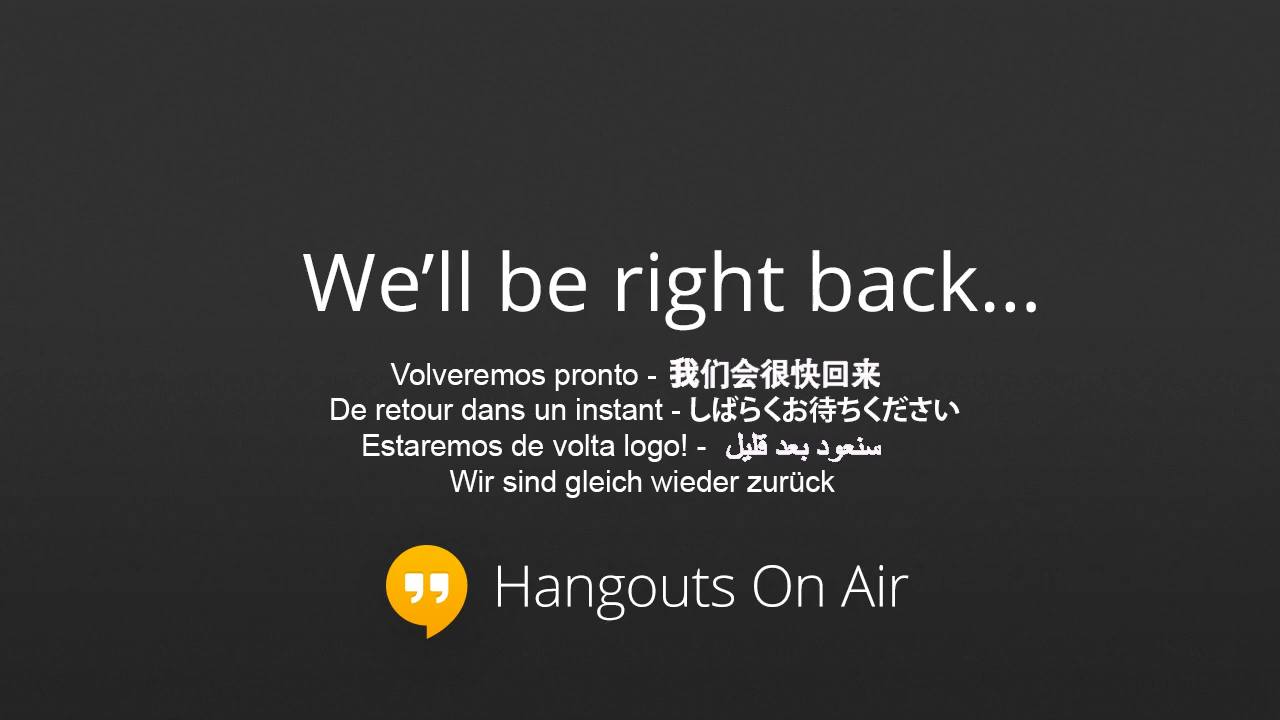 We’ll be right back...
Volveremos pronto - 我们会很快回来
De retour dans un instant - しばらくお待ちください
Estaremos de volta logo! - سنعود بعد قليل
Wir sind gleich wieder zurück
Hangouts On Air